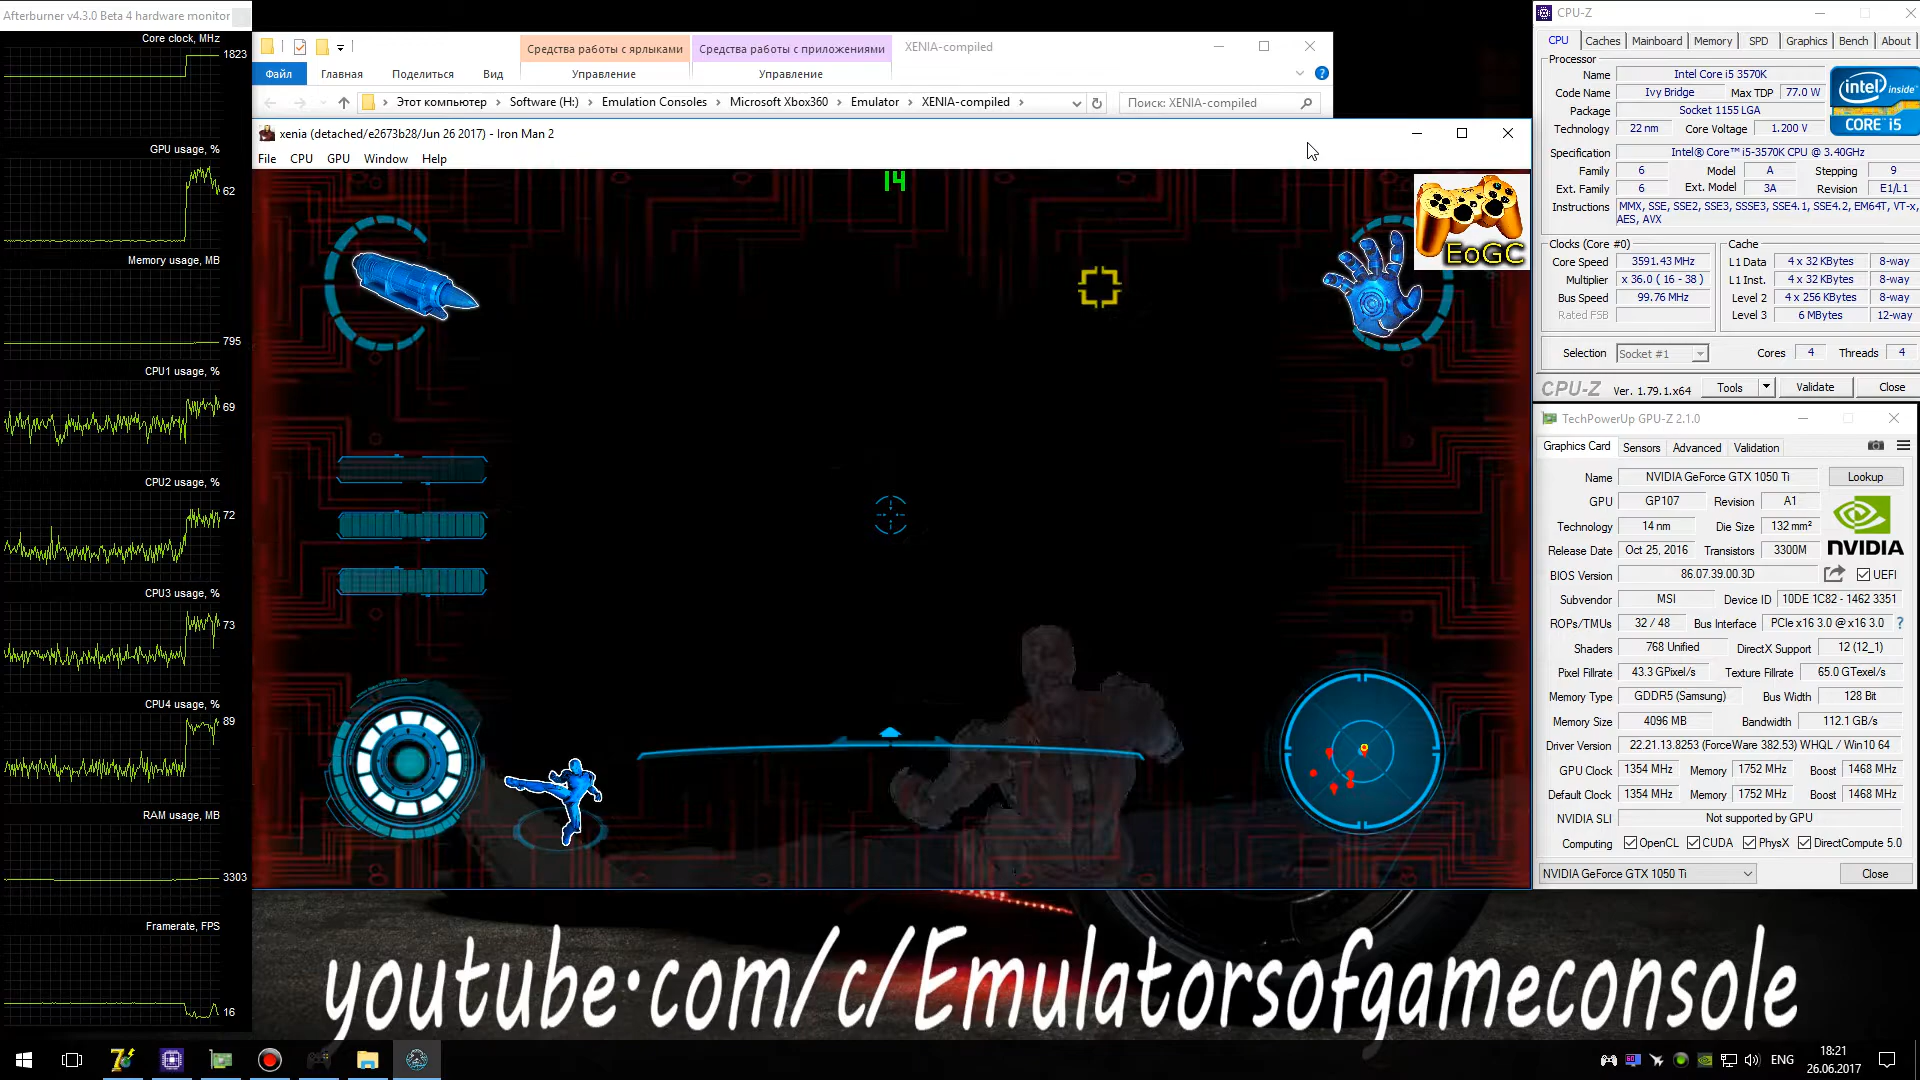 Afterburner v4.3.0 Beta 4 hardware monitor
Core clock, MHz
1823
GPU usage, %
62
Memory usage, MB
795
CPU1 usage, %
69
CPU2 usage, %
72
CPU3 usage, %
73
CPU4 usage, %
89
RAM usage, MB
3303
Framerate, FPS
16
Средства работы с ярлыками
Средства работы с приложениями
XENIA-compiled
Файл
Главная
Поделиться
Вид
Управление
Управление
Этот компьютер
Software (H:)
Emulation Consoles
Microsoft Xbox360
Emulator
XENIA-compiled
Поиск: XENIA-compiled
xenia (detached/e2673b28/Jun 26 2017) - Iron Man 2
File CPU GPU Window Help
14
EoGC
CPU-Z
CPU Caches Mainboard Memory SPD Graphics Bench About
Processor
Name Intel Core i5 3570K
Code Name Ivy Bridge Max TDP 77.0 W
Package Socket 1155 LGA
Technology 22 nm Core Voltage 1.200 V
intel inside™
CORE i5
Specification Intel® Core™ i5-3570K CPU @ 3.40GHz
Family 6 Model A Stepping 9
Ext. Family 6 Ext. Model 3A Revision E1/L1
Instructions MMX, SSE, SSE2, SSE3, SSSE3, SSE4.1, SSE4.2, EM64T, VT-x,
AES, AVX
Clocks (Core #0)
Core Speed 3591.43 MHz
Multiplier x 36.0 ( 16 - 38 )
Bus Speed 99.76 MHz
Rated FSB
Cache
L1 Data 4 x 32 KBytes 8-way
L1 Inst. 4 x 32 KBytes 8-way
Level 2 4 x 256 KBytes 8-way
Level 3 6 MBytes 12-way
Selection Socket #1 Cores 4 Threads 4
CPU-Z Ver. 1.79.1.x64 Tools Validate Close
TechPowerUp GPU-Z 2.1.0
Graphics Card Sensors Advanced Validation
Name NVIDIA GeForce GTX 1050 Ti Lookup
GPU GP107 Revision A1
Technology 14 nm Die Size 132 mm²
Release Date Oct 25, 2016 Transistors 3300M
NVIDIA
BIOS Version 86.07.39.00.3D UEFI
Subvendor MSI Device ID 10DE 1C82 - 1462 3351
ROPs/TMUs 32 / 48 Bus Interface PCIe x16 3.0 @ x16 3.0 ?
Shaders 768 Unified DirectX Support 12 (12_1)
Pixel Fillrate 43.3 GPixel/s Texture Fillrate 65.0 GTexel/s
Memory Type GDDR5 (Samsung) Bus Width 128 Bit
Memory Size 4096 MB Bandwidth 112.1 GB/s
Driver Version 22.21.13.8253 (ForceWare 382.53) WHQL / Win10 64
GPU Clock 1354 MHz Memory 1752 MHz Boost 1468 MHz
Default Clock 1354 MHz Memory 1752 MHz Boost 1468 MHz
NVIDIA SLI Not supported by GPU
Computing OpenCL CUDA PhysX DirectCompute 5.0
NVIDIA GeForce GTX 1050 Ti Close
youtube.com/c/Emulatorsofgameconsole
ENG
18:21
26.06.2017